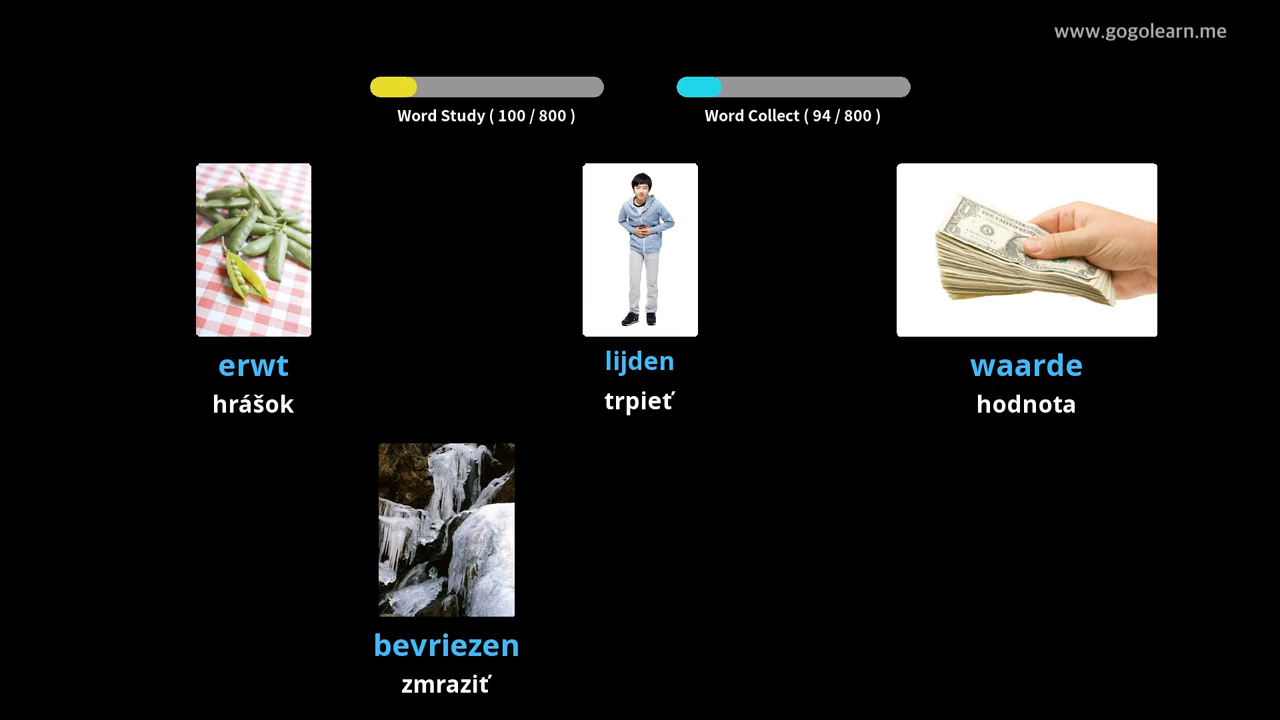 www.gogolearn.me
Word Study ( 100 / 800 )
Word Collect ( 94 / 800 )
erwt
hrášok
lijden
trpieť
waarde
hodnota
bevriezen
zmraziť